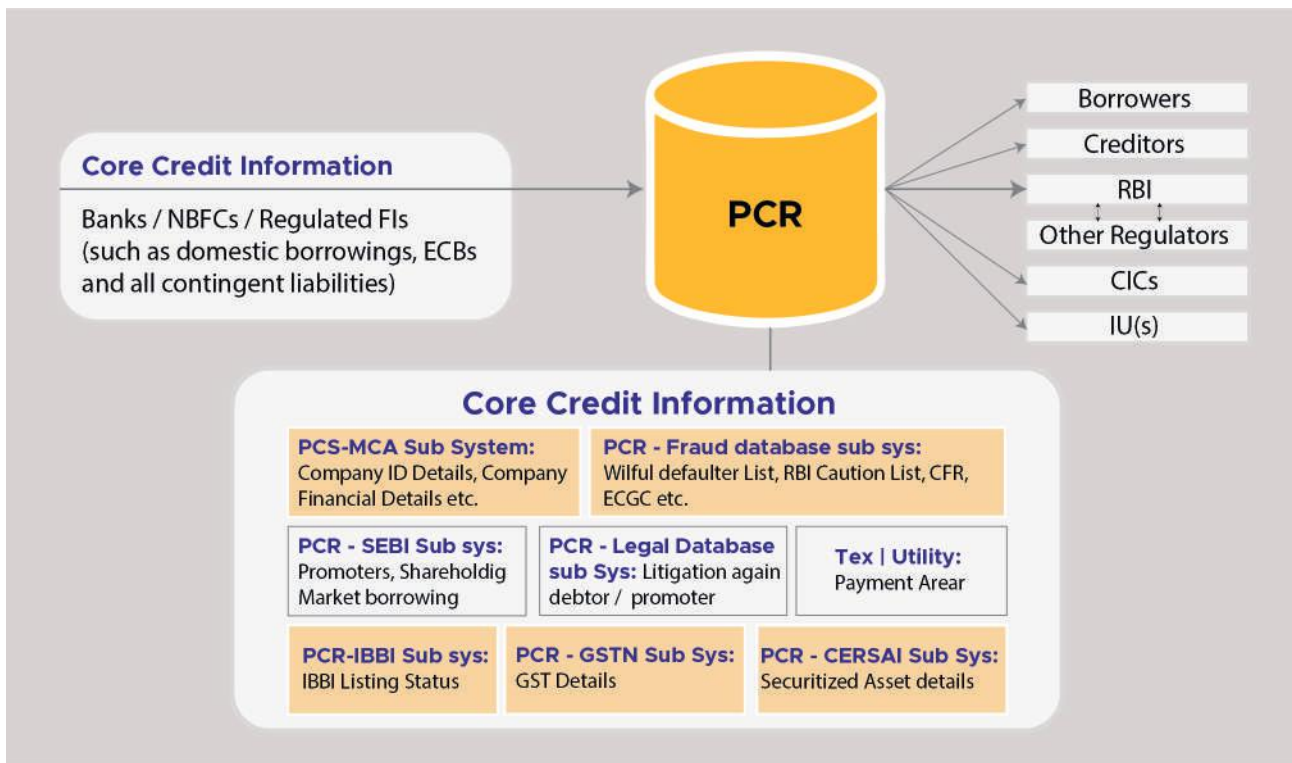 Core Credit Information
Banks / NBFCs / Regulated FIs
(such as domestic borrowings, ECBs
and all contingent liabilities)
PCR
Borrowers
Creditors
RBI
Other Regulators
CICs
IU(s)
Core Credit Information
PCS-MCA Sub System:
Company ID Details, Company
Financial Details etc.
PCR - Fraud database sub sys:
Wilful defaulter List, RBI Caution List, CFR,
ECGC etc.
PCR - SEBI Sub sys:
Promoters, Shareholdig
Market borrowing
PCR - Legal Database
sub Sys: Litigation again
debtor / promoter
Tex | Utility:
Payment Arear
PCR-IBBI Sub sys:
IBBI Listing Status
PCR - GSTN Sub Sys:
GST Details
PCR - CERSAI Sub Sys:
Securitized Asset details